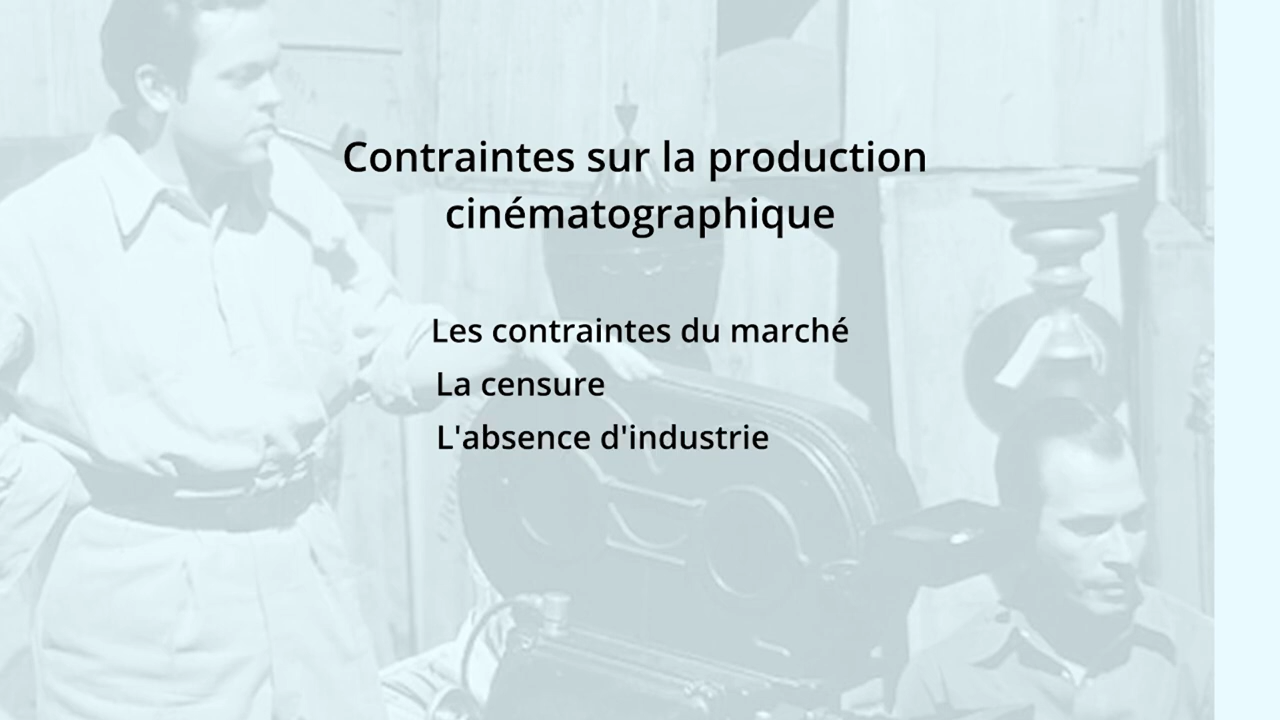 Contraintes sur la production
cinématographique
Les contraintes du marché
La censure
L'absence d'industrie